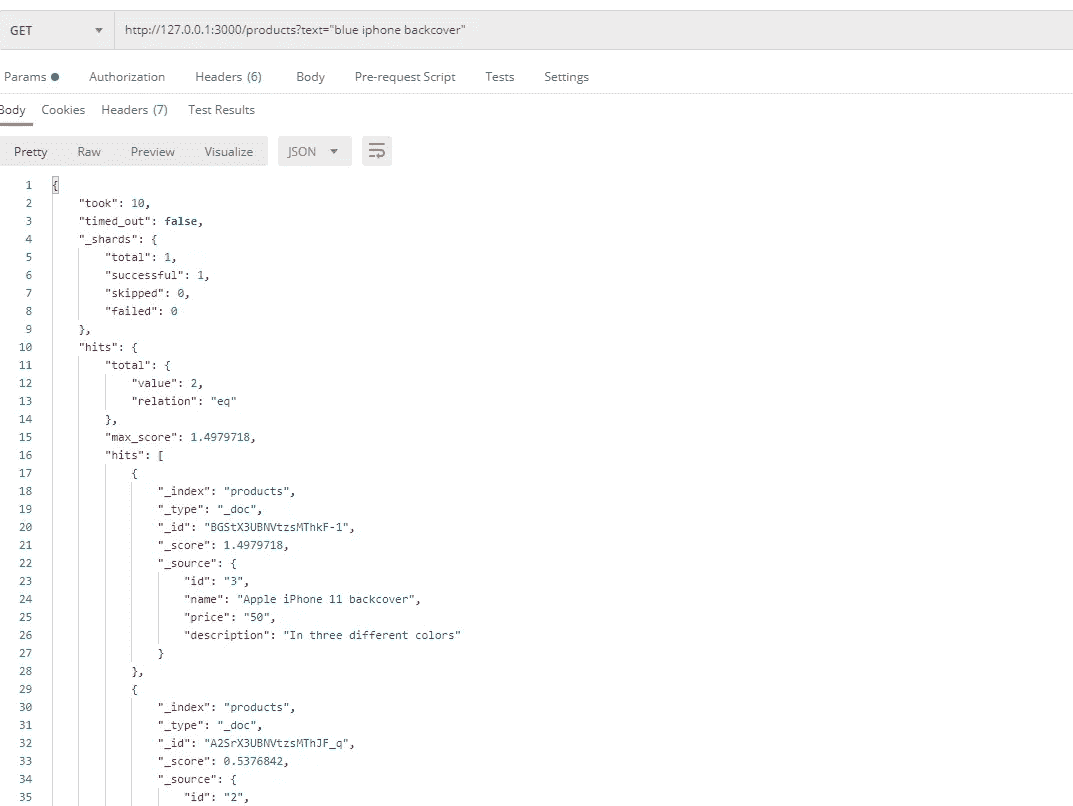 GET http://127.0.0.1:3000/products?text="blue iphone backcover"
Params Authorization Headers (6) Body Pre-request Script Tests Settings
Body Cookies Headers (7) Test Results
Pretty Raw Preview Visualize JSON
1 {
2 "took": 10,
3 "timed_out": false,
4 "_shards": {
5 "total": 1,
6 "successful": 1,
7 "skipped": 0,
8 "failed": 0
9 },
10 "hits": {
11 "total": {
12 "value": 2,
13 "relation": "eq"
14 },
15 "max_score": 1.4979718,
16 "hits": [
17 {
18 "_index": "products",
19 "_type": "_doc",
20 "_id": "BGStX3UBNVtzsMThkF-1",
21 "_score": 1.4979718,
22 "_source": {
23 "id": "3",
24 "name": "Apple iPhone 11 backcover",
25 "price": "50",
26 "description": "In three different colors"
27 }
28 },
29 {
30 "_index": "products",
31 "_type": "_doc",
32 "_id": "A2SrX3UBNVtzsMThJF_q",
33 "_score": 0.5376842,
34 "_source": {
35 "id": "2",